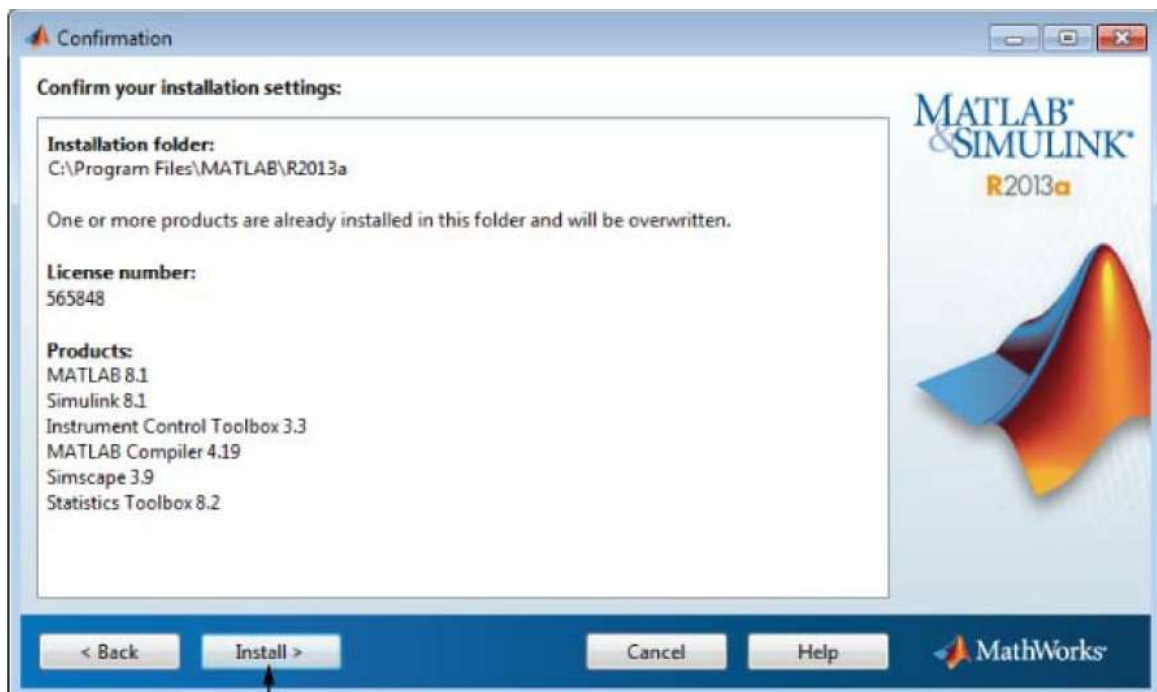 Confirmation
Confirm your installation settings:
Installation folder:
C:\Program Files\MATLAB\R2013a
One or more products are already installed in this folder and will be overwritten.
License number:
565848
Products:
MATLAB 8.1
Simulink 8.1
Instrument Control Toolbox 3.3
MATLAB Compiler 4.19
Simscape 3.9
Statistics Toolbox 8.2
MATLAB®
&SIMULINK®
R2013a
< Back
Install >
Cancel
Help
MathWorks®